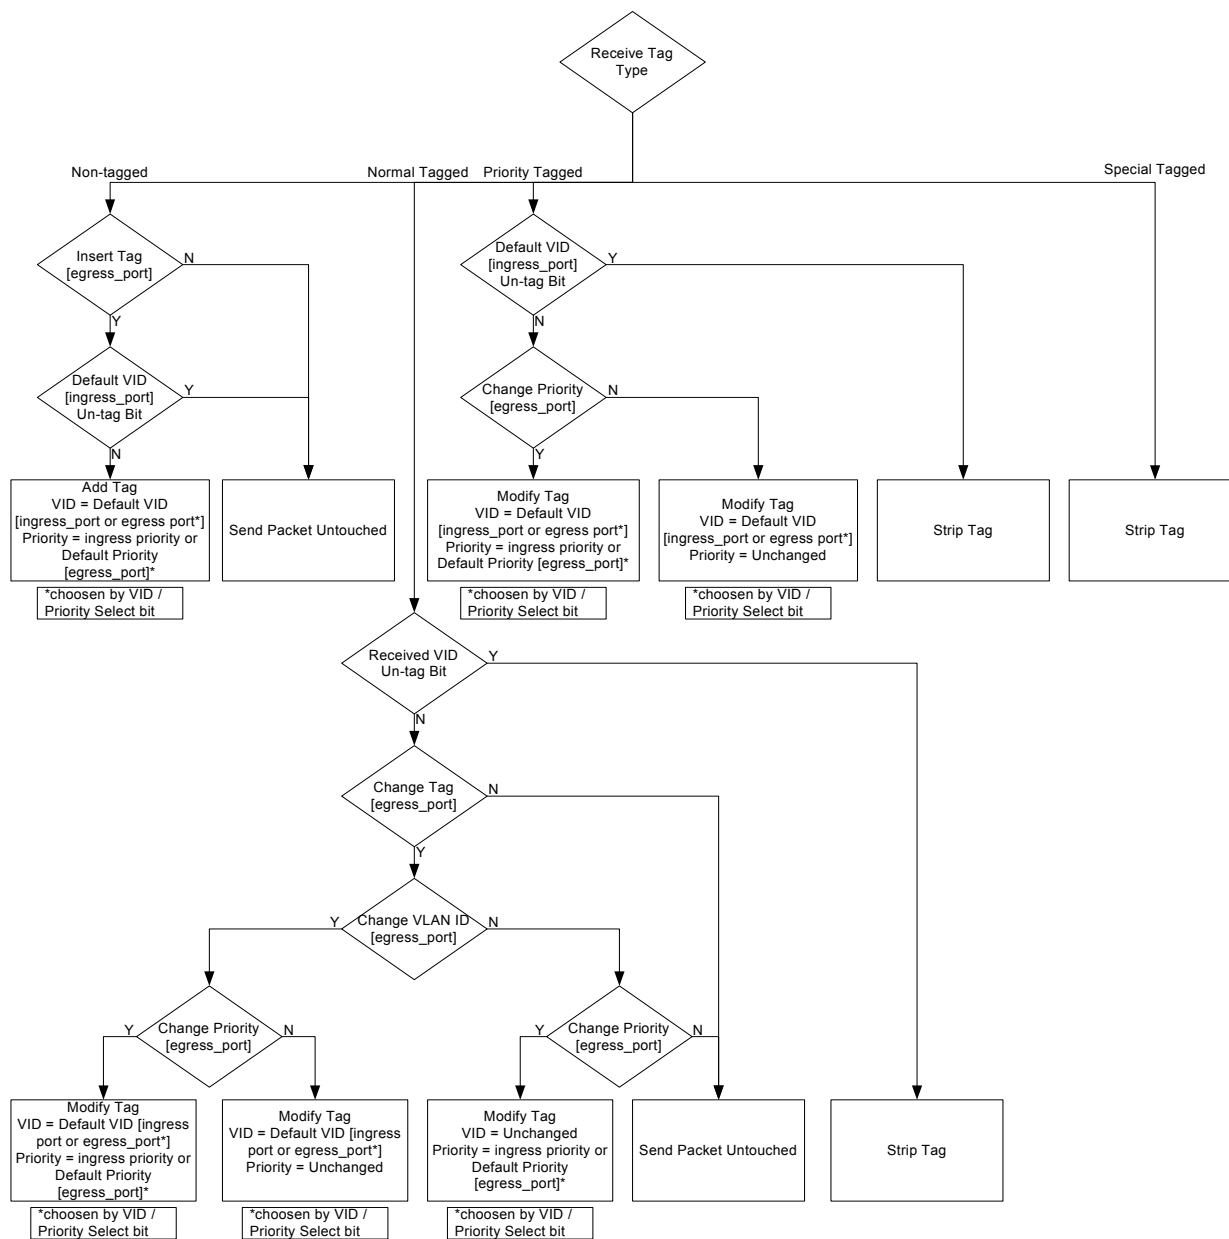 Receive Tag
Type
Non-tagged
Normal Tagged
Priority Tagged
Special Tagged
Insert Tag
[egress_port]
N
Y
Default VID
[ingress_port]
Un-tag Bit
Y
N
Default VID
[ingress_port]
Un-tag Bit
Y
N
Change Priority
[egress_port]
N
Y
Add Tag
VID = Default VID
[ingress_port or egress port*]
Priority = ingress priority or
Default Priority
[egress_port]*
*choosen by VID /
Priority Select bit
Send Packet Untouched
Modify Tag
VID = Default VID
[ingress_port or egress port*]
Priority = ingress priority or
Default Priority [egress_port]*
*choosen by VID /
Priority Select bit
Modify Tag
VID = Default VID
[ingress_port or egress port*]
Priority = Unchanged
*choosen by VID /
Priority Select bit
Strip Tag
Strip Tag
Received VID
Un-tag Bit
Y
N
Change Tag
[egress_port]
N
Y
Change VLAN ID
[egress_port]
Y
N
Change Priority
[egress_port]
Y
N
Change Priority
[egress_port]
Y
N
Modify Tag
VID = Default VID [ingress
port or egress_port*]
Priority = ingress priority or
Default Priority
[egress_port]*
*choosen by VID /
Priority Select bit
Modify Tag
VID = Default VID [ingress
port or egress_port*]
Priority = Unchanged
*choosen by VID /
Priority Select bit
Modify Tag
VID = Unchanged
Priority = ingress priority or
Default Priority
[egress_port]*
*choosen by VID /
Priority Select bit
Send Packet Untouched
Strip Tag